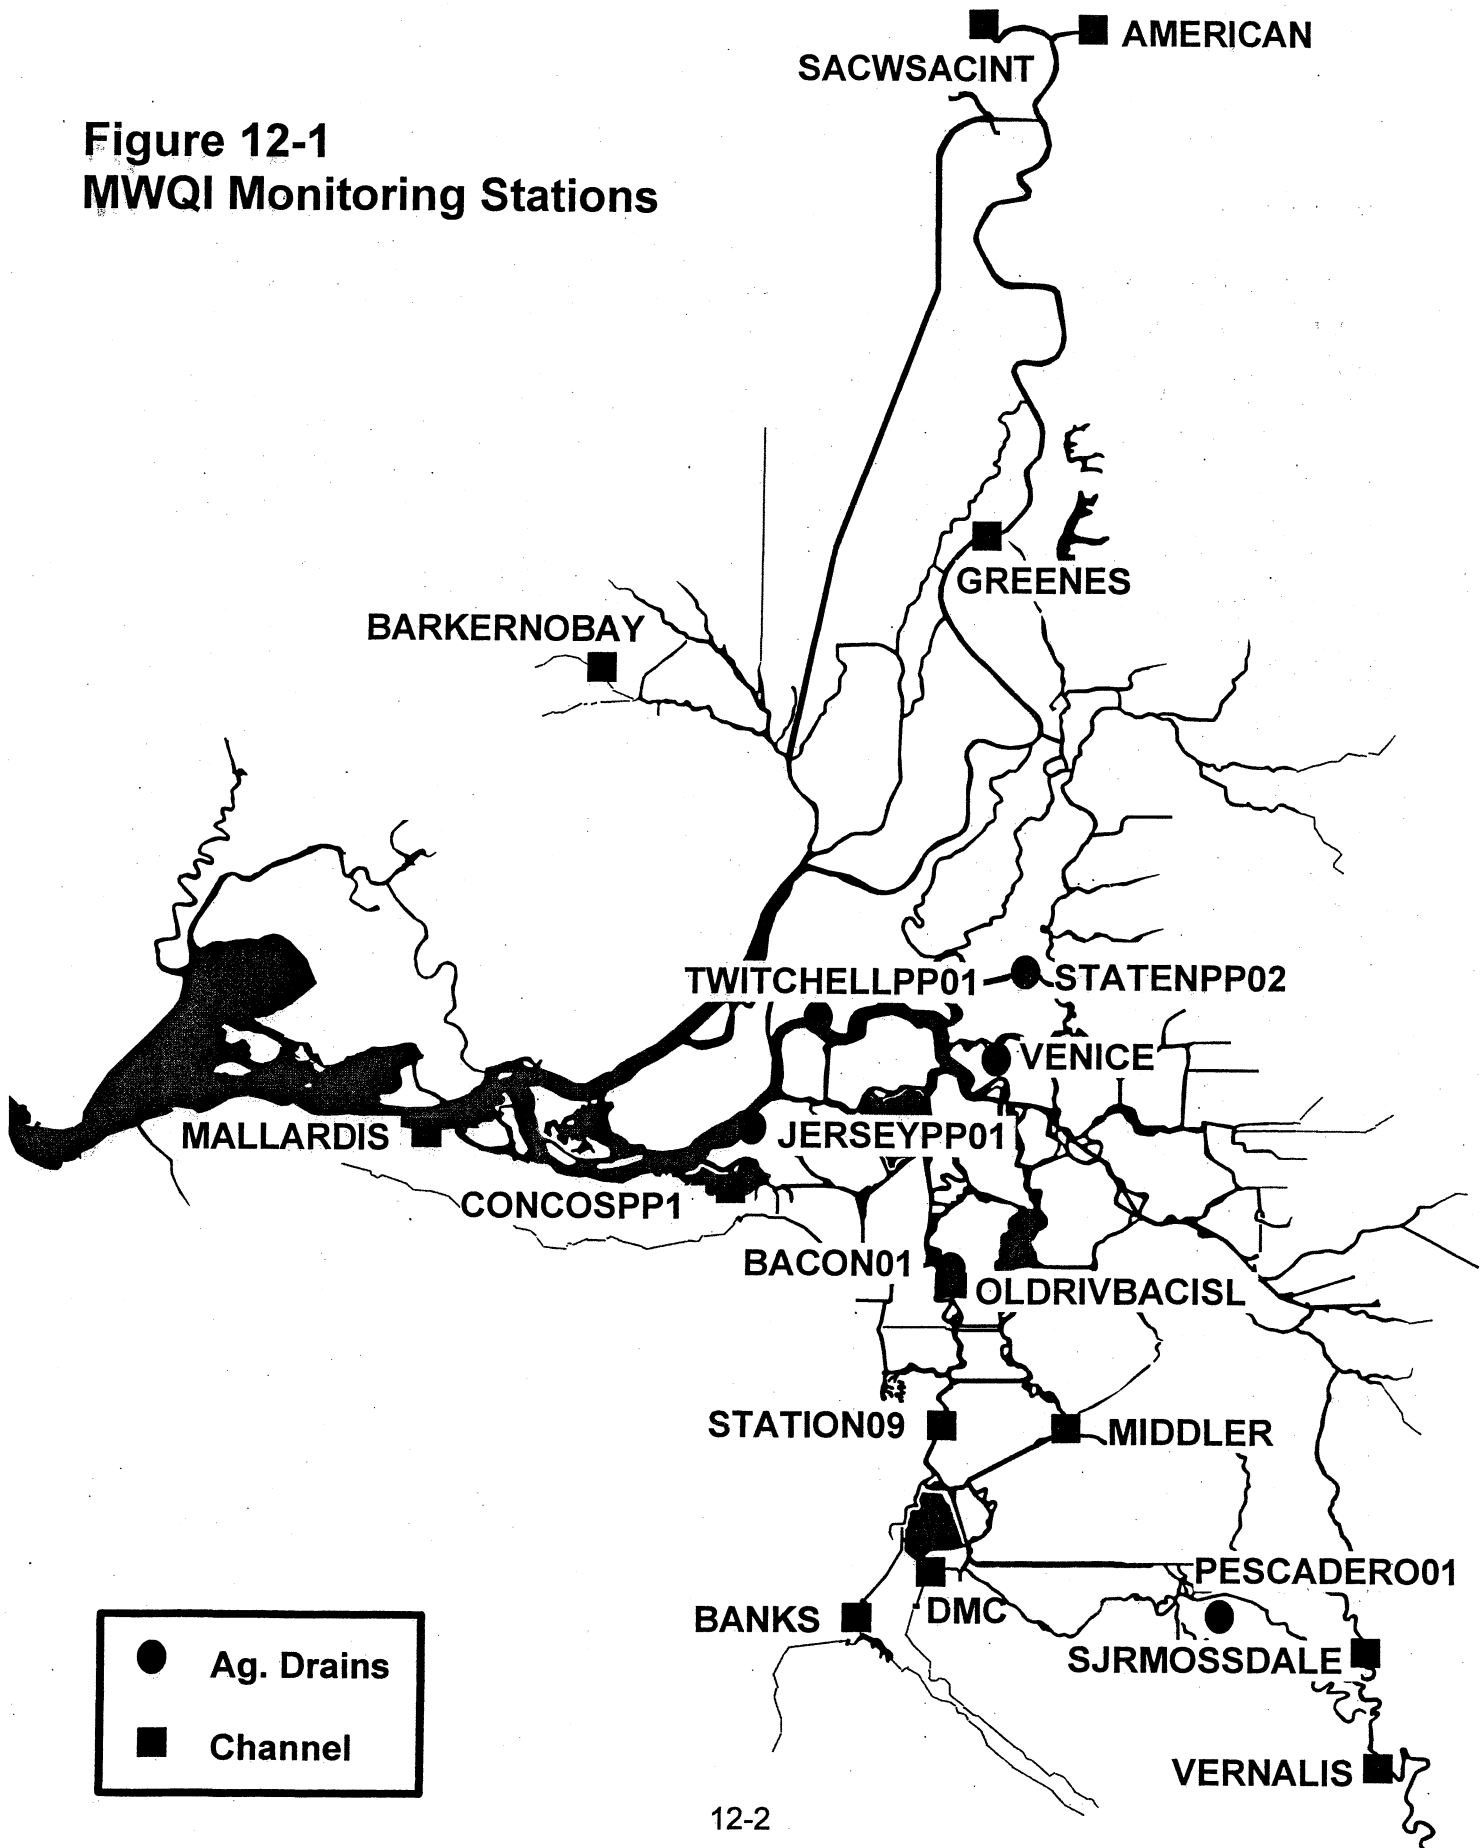 AMERICAN
SACWSACINT
Figure 12-1
MWQI Monitoring Stations
GREENES
BARKERNOBAY
TWITCHELLPP01
STATENPP02
VENICE
MALLARDIS
JERSEYPP01
CONCOSPP1
BACON01
OLDRIVBACISL
STATION09
MIDDLER
PESCADERO01
BANKS
DMC
SJRMOSSDALE
Ag. Drains
Channel
VERNALIS
12-2